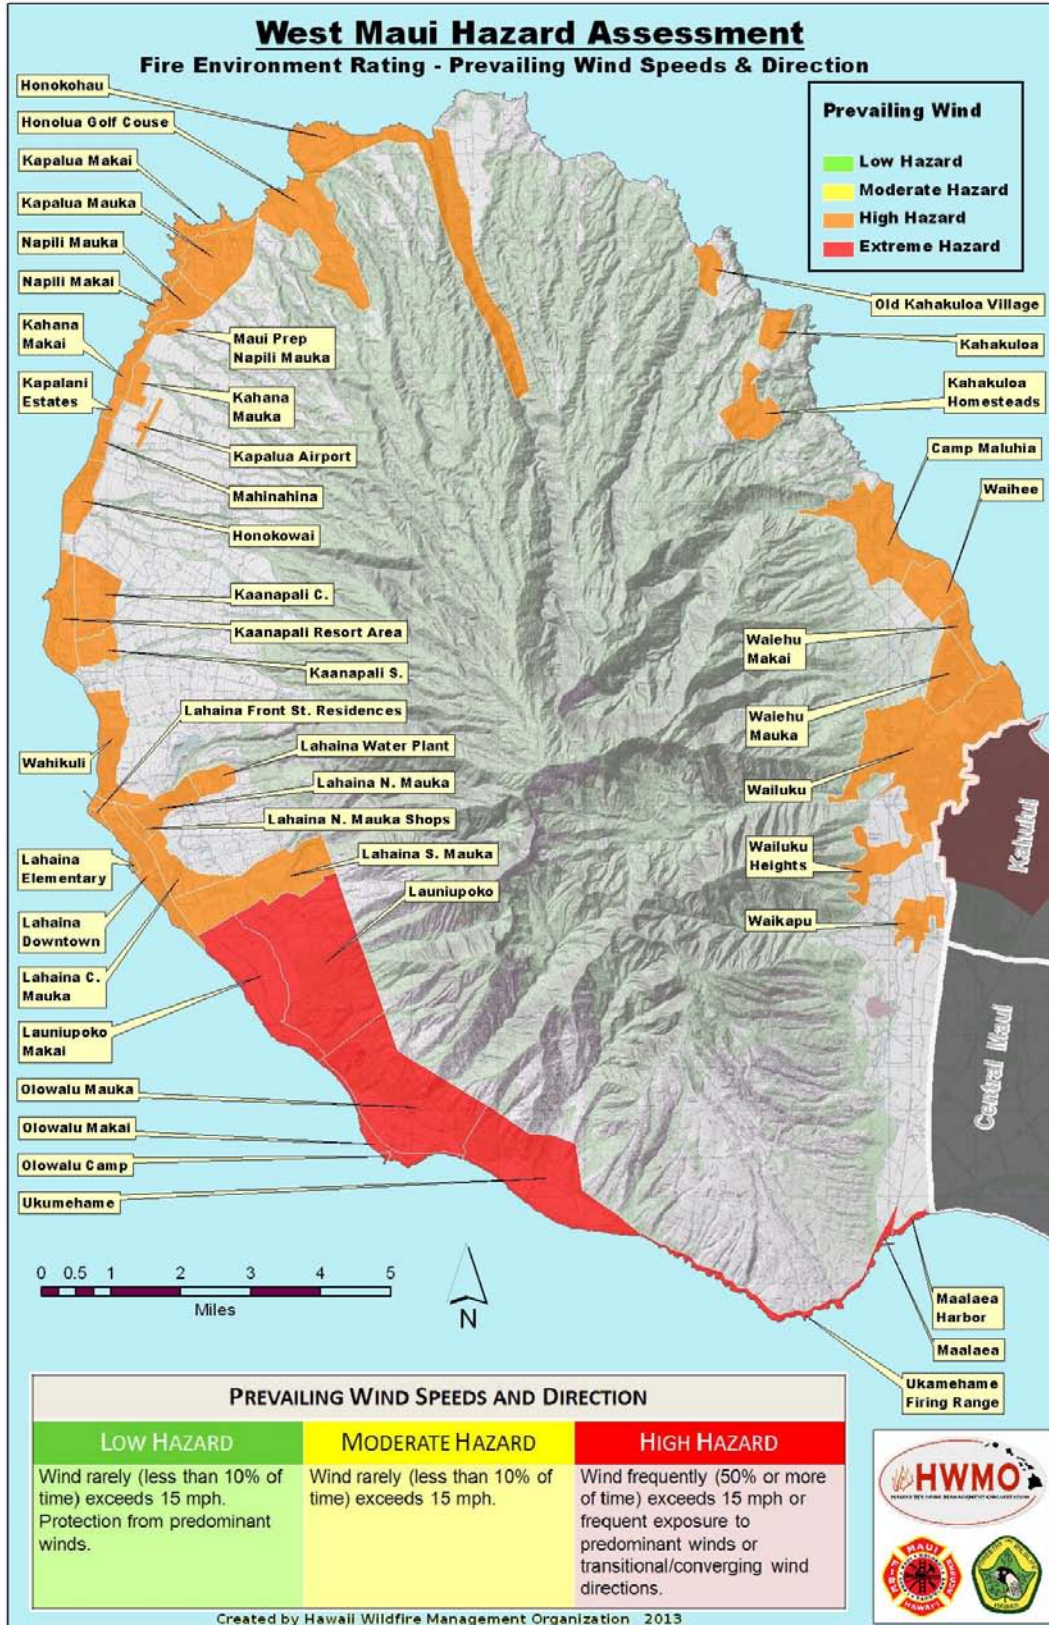 West Maui Hazard Assessment
Fire Environment Rating - Prevailing Wind Speeds & Direction
Honokohau
Honolua Golf Couse
Kapalua Makai
Kapalua Mauka
Napili Mauka
Napili Makai
Kahana
Makai
Kapalani
Estates
Maui Prep
Napili Mauka
Kahana
Mauka
Kapalua Airport
Mahinahina
Honokowai
Kaanapali C.
Kaanapali Resort Area
Kaanapali S.
Lahaina Front St. Residences
Wahikuli
Lahaina Water Plant
Lahaina N. Mauka
Lahaina N. Mauka Shops
Lahaina S. Mauka
Launiupoko
Lahaina
Elementary
Lahaina
Downtown
Lahaina C.
Mauka
Launiupoko
Makai
Olowalu Mauka
Olowalu Makai
Olowalu Camp
Ukumehame
Prevailing Wind
Low Hazard
Moderate Hazard
High Hazard
Extreme Hazard
Old Kahakuloa Village
Kahakuloa
Kahakuloa
Homesteads
Camp Maluhia
Waihee
Waiehu
Makai
Waiehu
Mauka
Wailuku
Wailuku
Heights
Waikapu
Kahului
Central Maui
Maalaea
Harbor
Maalaea
Ukamehame
Firing Range
0 0.5 1 2 3 4 5
Miles
N
PREVAILING WIND SPEEDS AND DIRECTION
LOW HAZARD
Wind rarely (less than 10% of
time) exceeds 15 mph.
Protection from predominant
winds.
MODERATE HAZARD
Wind rarely (less than 10% of
time) exceeds 15 mph.
HIGH HAZARD
Wind frequently (50% or more
of time) exceeds 15 mph or
frequent exposure to
predominant winds or
transitional/converging wind
directions.
HWMO
MAUI
FIRE
HAWAII
Created by Hawaii Wildfire Management Organization 2013